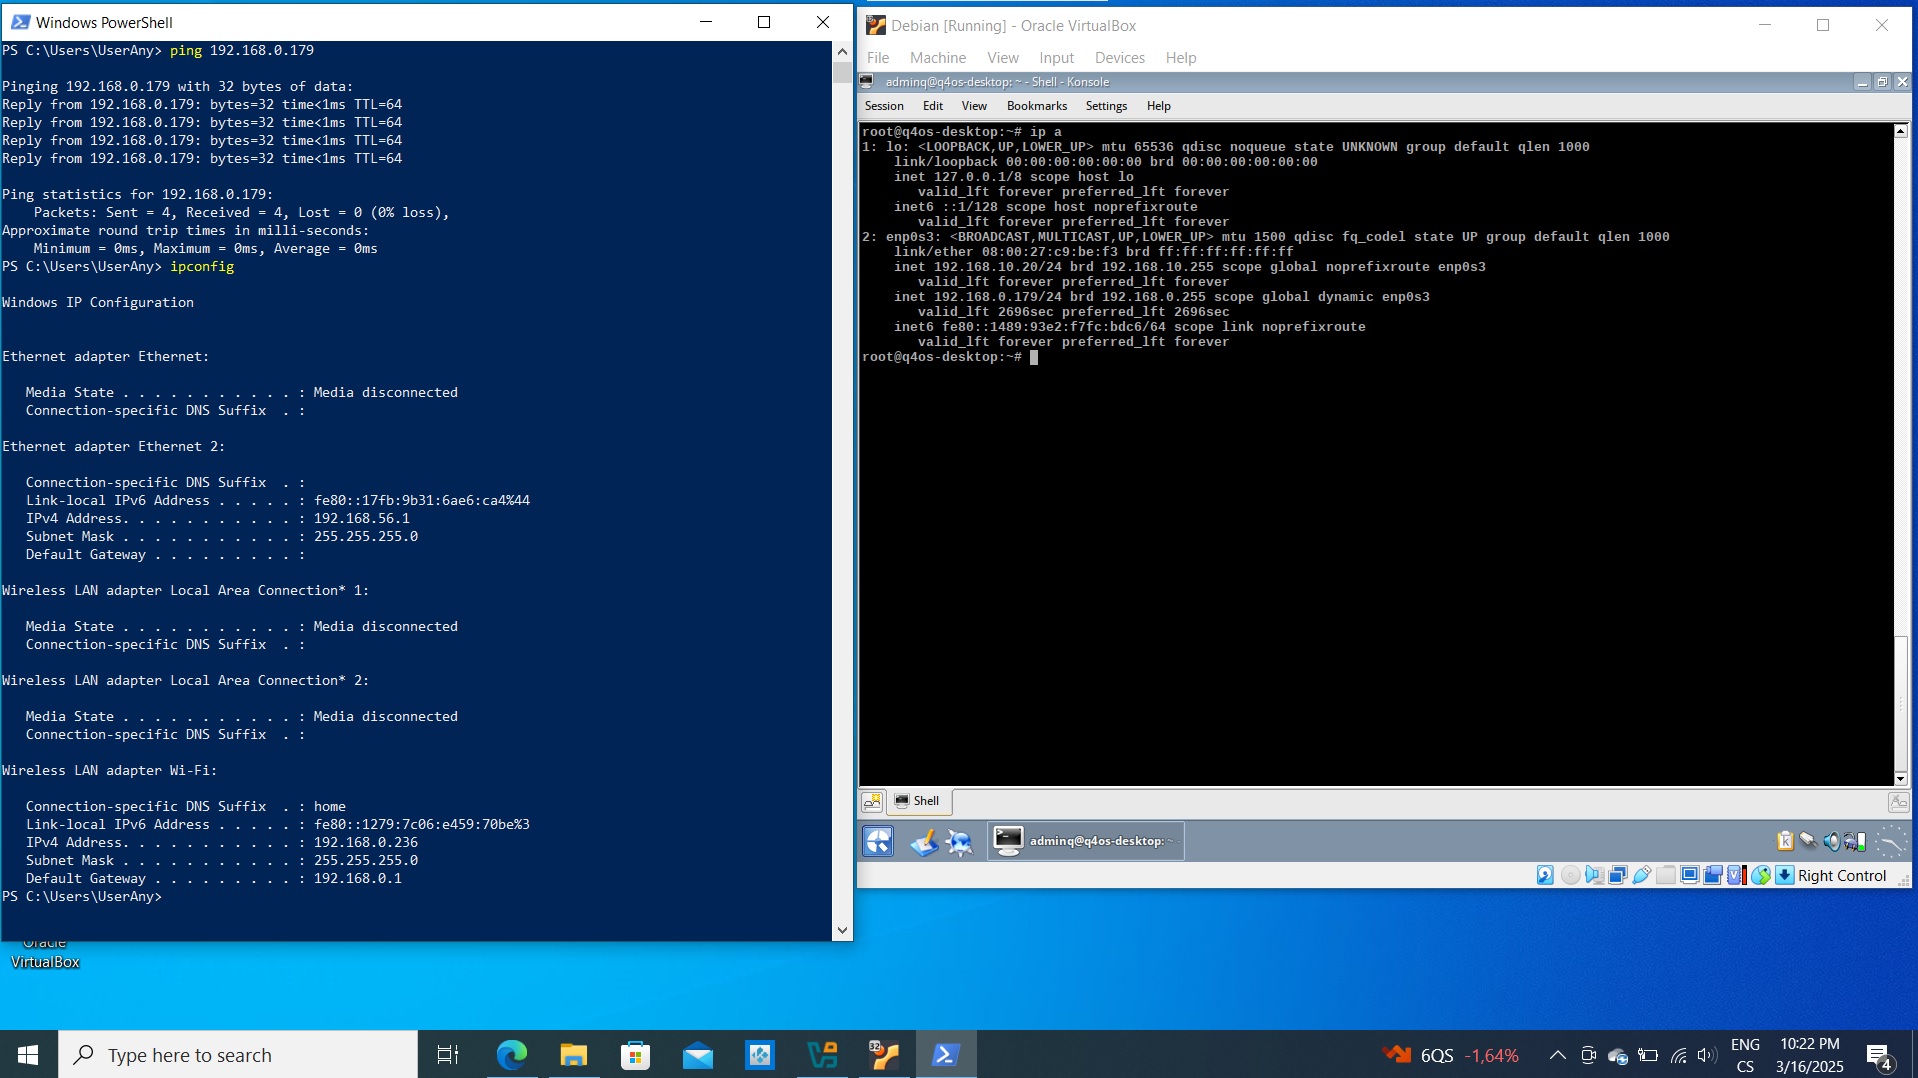 Windows PowerShell
PS C:\Users\UserAny> ping 192.168.0.179
Pinging 192.168.0.179 with 32 bytes of data:
Reply from 192.168.0.179: bytes=32 time<1ms TTL=64
Reply from 192.168.0.179: bytes=32 time<1ms TTL=64
Reply from 192.168.0.179: bytes=32 time<1ms TTL=64
Reply from 192.168.0.179: bytes=32 time<1ms TTL=64
Ping statistics for 192.168.0.179:
    Packets: Sent = 4, Received = 4, Lost = 0 (0% loss),
Approximate round trip times in milli-seconds:
    Minimum = 0ms, Maximum = 0ms, Average = 0ms
PS C:\Users\UserAny> ipconfig
Windows IP Configuration
Ethernet adapter Ethernet:
   Media State . . . . . . . . . . . : Media disconnected
   Connection-specific DNS Suffix  . :
Ethernet adapter Ethernet 2:
   Connection-specific DNS Suffix  . :
   Link-local IPv6 Address . . . . . : fe80::17fb:9b31:6ae6:ca4%44
   IPv4 Address. . . . . . . . . . . : 192.168.56.1
   Subnet Mask . . . . . . . . . . . : 255.255.255.0
   Default Gateway . . . . . . . . . :
Wireless LAN adapter Local Area Connection* 1:
   Media State . . . . . . . . . . . : Media disconnected
   Connection-specific DNS Suffix  . :
Wireless LAN adapter Local Area Connection* 2:
   Media State . . . . . . . . . . . : Media disconnected
   Connection-specific DNS Suffix  . :
Wireless LAN adapter Wi-Fi:
   Connection-specific DNS Suffix  . : home
   Link-local IPv6 Address . . . . . : fe80::1279:7c06:e459:70be%3
   IPv4 Address. . . . . . . . . . . : 192.168.0.236
   Subnet Mask . . . . . . . . . . . : 255.255.255.0
   Default Gateway . . . . . . . . . : 192.168.0.1
PS C:\Users\UserAny>
Debian [Running] - Oracle VirtualBox
File Machine View Input Devices Help
adminq@q4os-desktop: ~ - Shell - Konsole
Session Edit View Bookmarks Settings Help
root@q4os-desktop:~# ip a
1: lo: <LOOPBACK,UP,LOWER_UP> mtu 65536 qdisc noqueue state UNKNOWN group default qlen 1000
    link/loopback 00:00:00:00:00:00 brd 00:00:00:00:00:00
    inet 127.0.0.1/8 scope host lo
       valid_lft forever preferred_lft forever
    inet6 ::1/128 scope host noprefixroute
       valid_lft forever preferred_lft forever
2: enp0s3: <BROADCAST,MULTICAST,UP,LOWER_UP> mtu 1500 qdisc fq_codel state UP group default qlen 1000
    link/ether 08:00:27:c9:be:f3 brd ff:ff:ff:ff:ff:ff
    inet 192.168.10.20/24 brd 192.168.10.255 scope global noprefixroute enp0s3
       valid_lft forever preferred_lft forever
    inet 192.168.0.179/24 brd 192.168.0.255 scope global dynamic enp0s3
       valid_lft 2696sec preferred_lft 2696sec
    inet6 fe80::1489:93e2:f7fc:bdc6/64 scope link noprefixroute
       valid_lft forever preferred_lft forever
root@q4os-desktop:~#
Shell
adminq@q4os-desktop: ~
Right Control
Oracle
VirtualBox
Type here to search
32
6QS -1,64%
ENG
CS
10:22 PM
3/16/2025
4